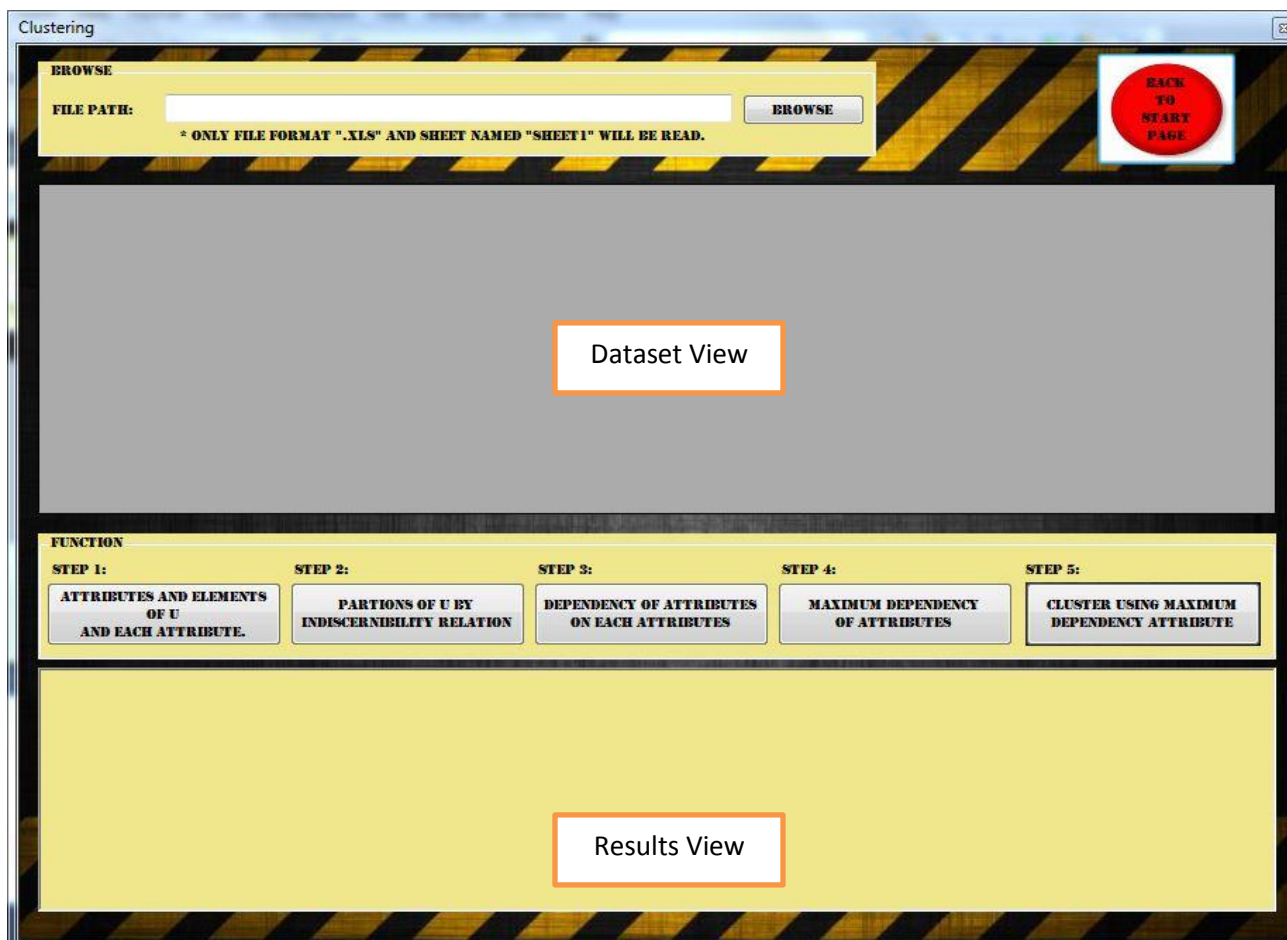 Clustering
BROWSE
FILE PATH:
BROWSE
* ONLY FILE FORMAT ".XLS" AND SHEET NAMED "SHEET1" WILL BE READ.
BACK
TO
START
PAGE
Dataset View
FUNCTION
STEP 1:
ATTRIBUTES AND ELEMENTS
OF U
AND EACH ATTRIBUTE.
STEP 2:
PARTIONS OF U BY
INDISCERNIBILITY RELATION
STEP 3:
DEPENDENCY OF ATTRIBUTES
ON EACH ATTRIBUTES
STEP 4:
MAXIMUM DEPENDENCY
OF ATTRIBUTES
STEP 5:
CLUSTER USING MAXIMUM
DEPENDENCY ATTRIBUTE
Results View